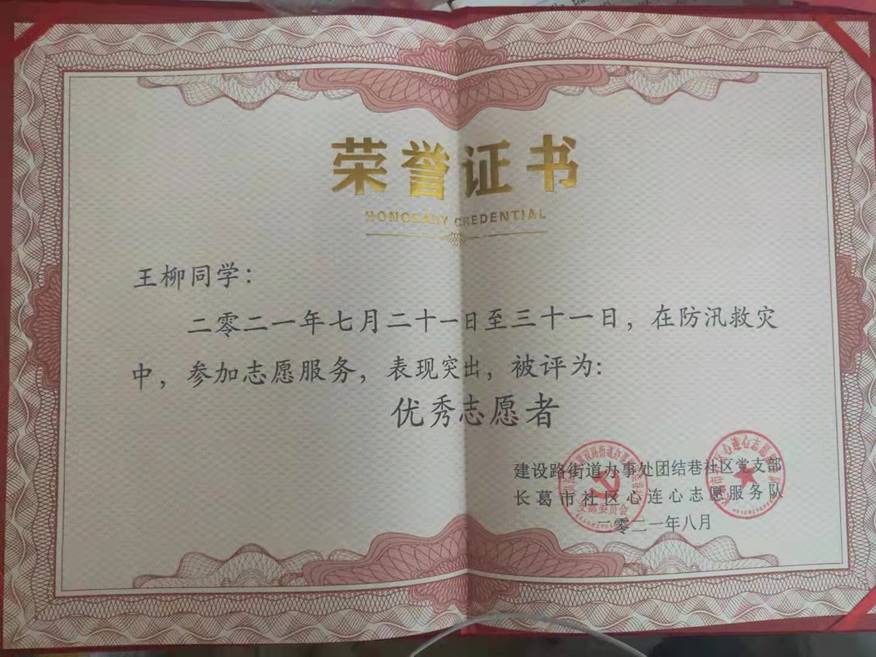 荣誉证书
HONORARY CREDENTIAL
王柳同学：
二零二一年七月二十一日至三十一日，在防汛救灾
中，参加志愿服务，表现突出，被评为：
优秀志愿者
建设路街道办事处团结巷社区党支部
长葛市社区心连心志愿服务队
二零二一年八月